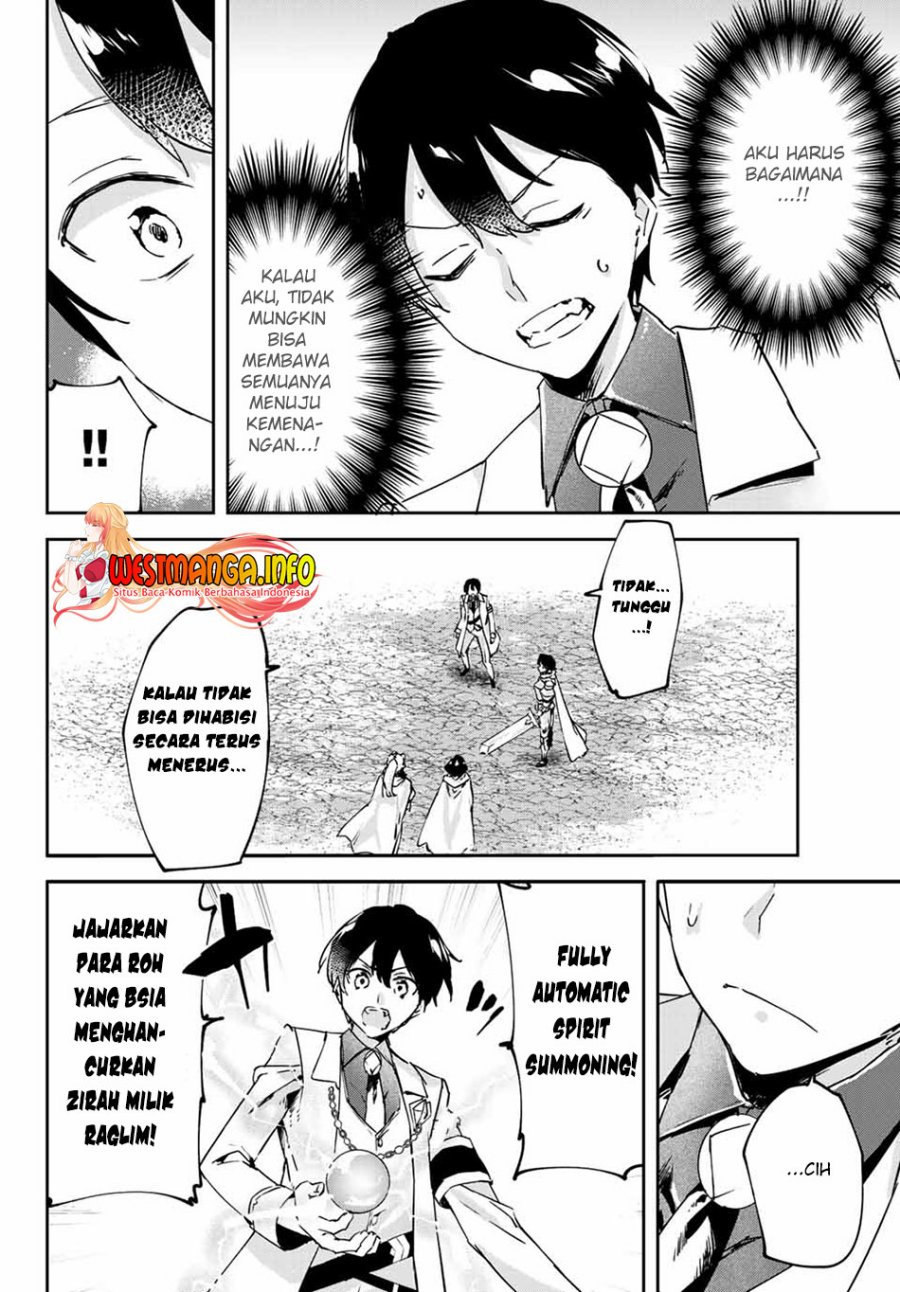 AKU HARUS
BAGAIMANA
...!!
KALAU
AKU, TIDAK
MUNGKIN
BISA
MEMBAWA
SEMUANYA
MENUJU
KEMENA-
NGAN...!
!!
TIDAK...
TUNGGU
...!
KALAU TIDAK
BISA DIHABISI
SECARA TERUS
MENERUS...
WESTMANGA.INFO
Situs Baca Komik Berbahasa Indonesia
...CIH
FULLY
AUTOMATIC
SPIRIT
SUMMONING!
JAJARKAN
PARA ROH
YANG BSIA
MENGHAN-
CURKAN
ZIRAH MILIK
RAGLIM!